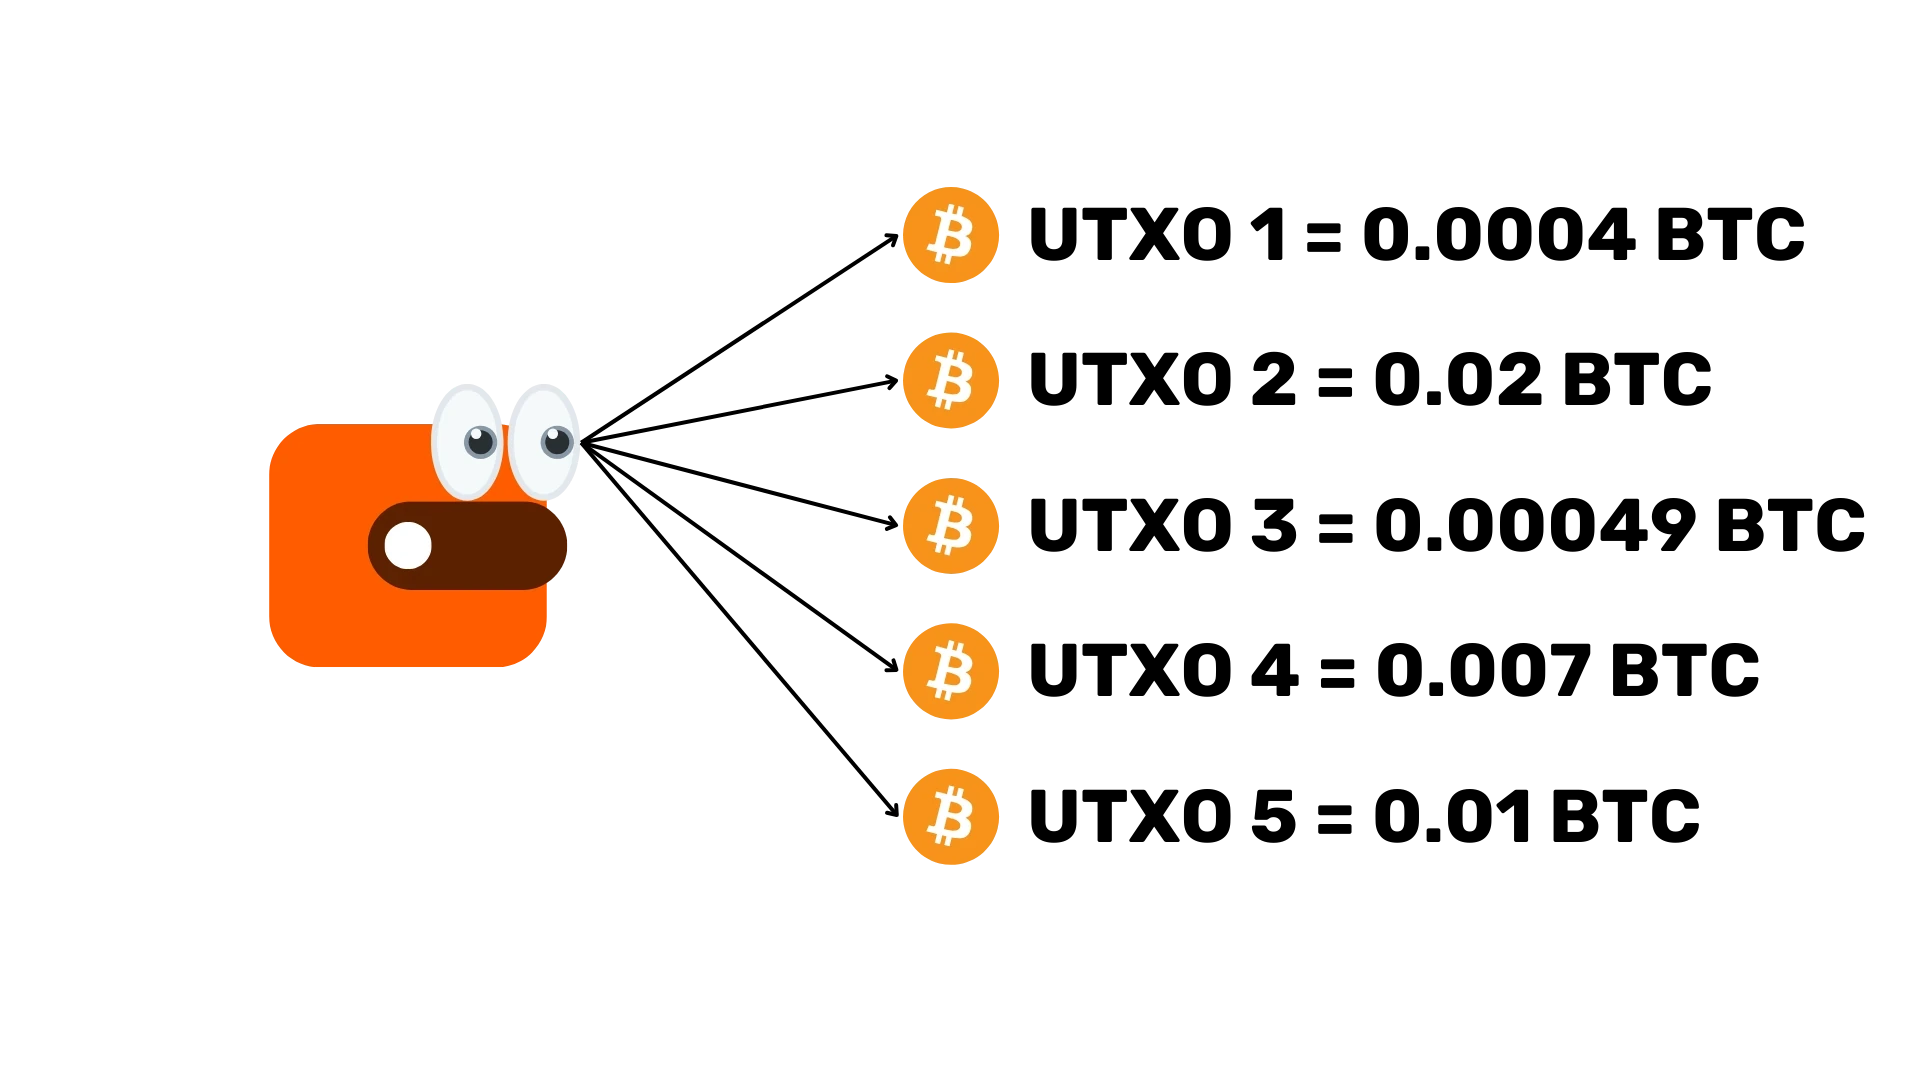 UTXO 1 = 0.0004 BTC
UTXO 2 = 0.02 BTC
UTXO 3 = 0.00049 BTC
UTXO 4 = 0.007 BTC
UTXO 5 = 0.01 BTC